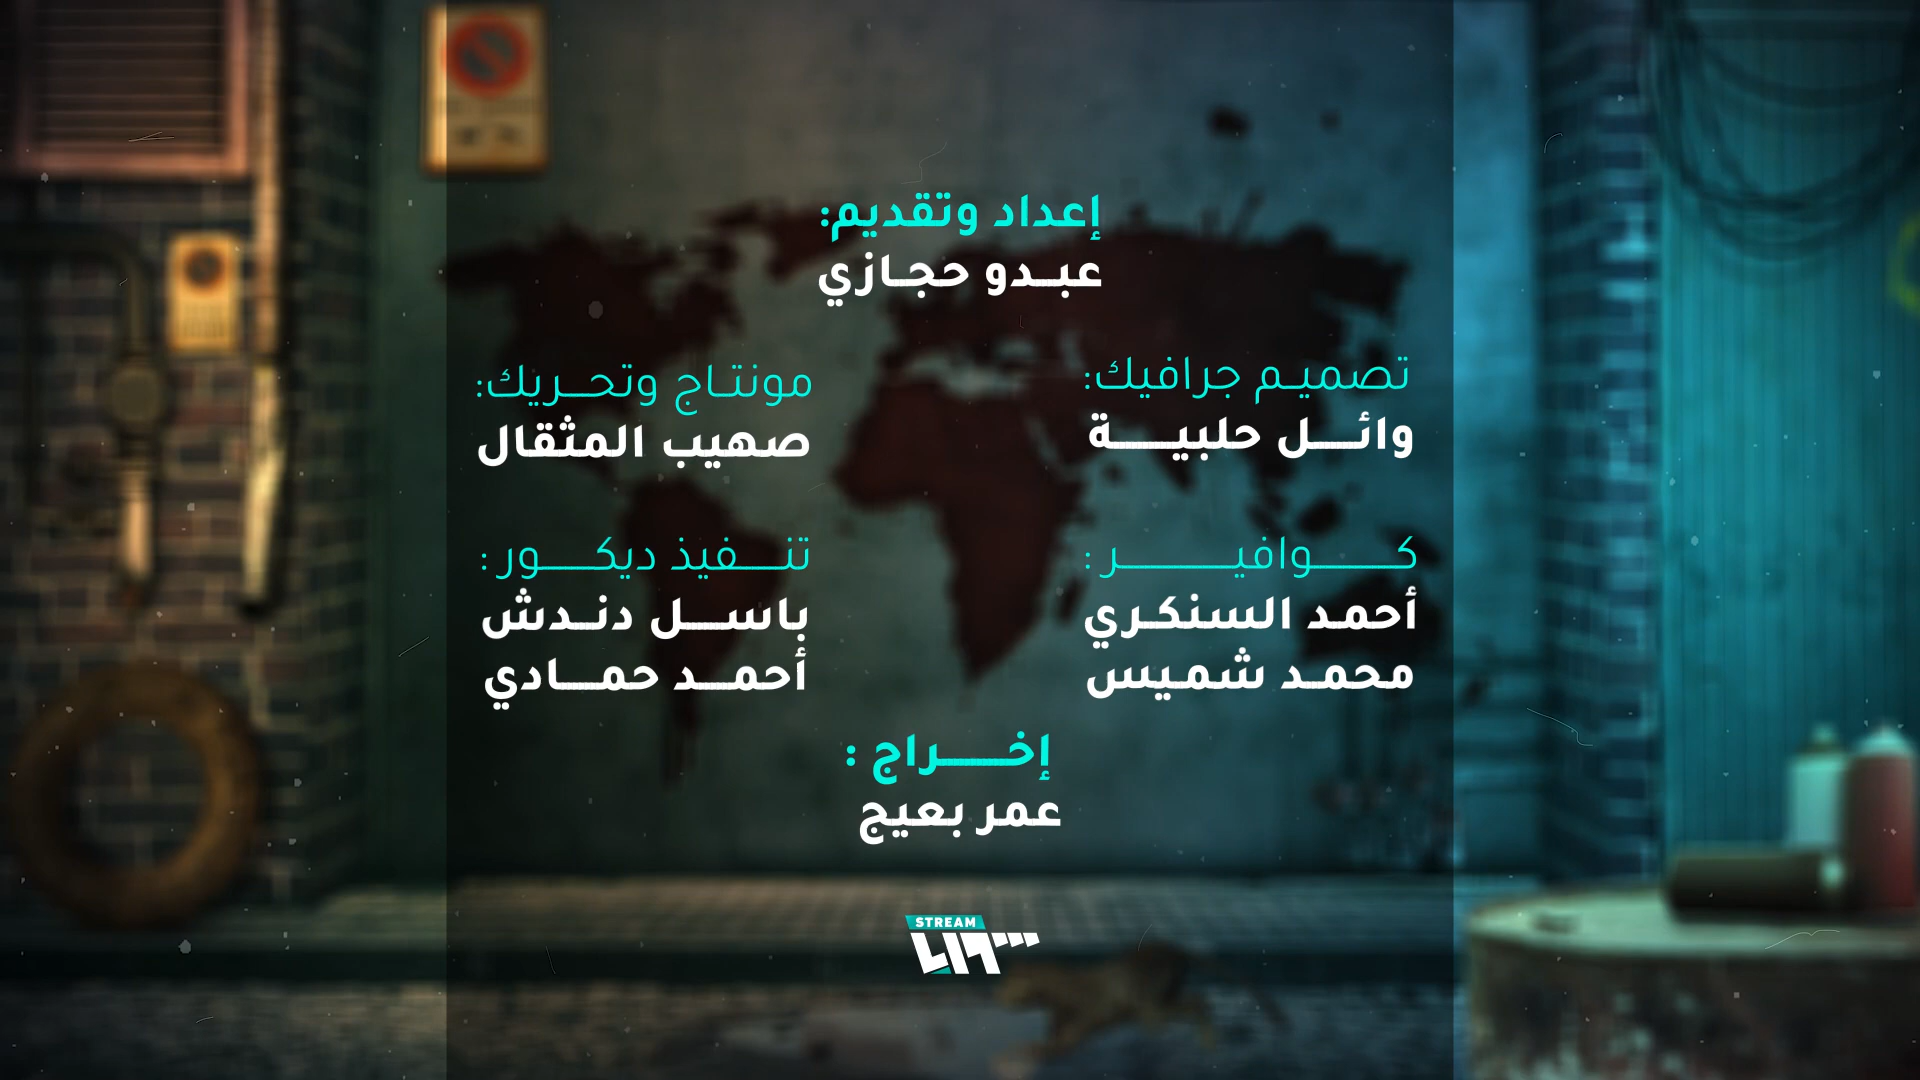 إعداد وتقديم:
عبدو حجازي
تصميم جرافيك:
وائل حلبية
مونتاج وتحريك:
صهيب المثقال
كوافير :
أحمد السنكري
محمد شميس
تنفيذ ديكور :
باسل دندش
أحمد حمادي
إخراج :
عمر بعيج
STREAM